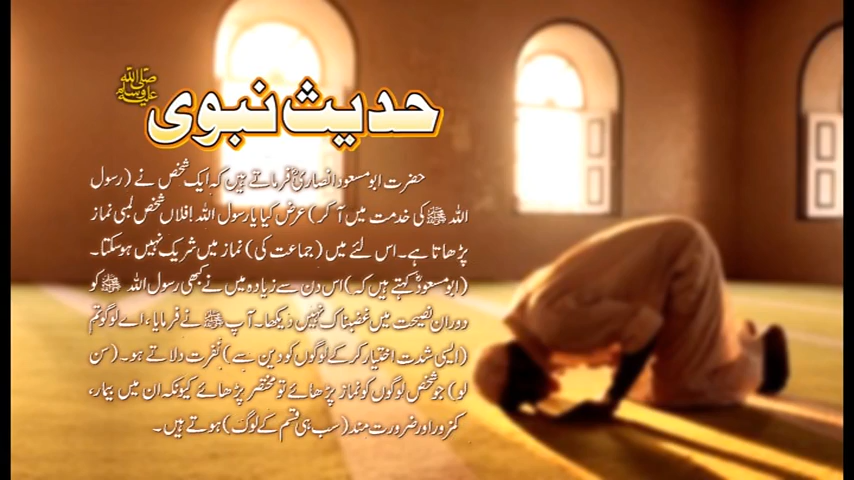 حدیث نبوی ﷺ
حضرت ابو مسعود انصاریؓ فرماتے ہیں کہ ایک شخص نے (رسول
اللہ ﷺ کی خدمت میں آ کر) عرض کیا یا رسول اللہ! فلاں شخص لمبی نماز
پڑھاتا ہے۔ اس لئے میں (جماعت کی) نماز میں شریک نہیں ہو سکتا۔
(ابو مسعودؓ کہتے ہیں کہ) اس دن سے زیادہ میں نے کبھی رسول اللہ ﷺ کو
دوران نصیحت میں غضبناک نہیں دیکھا۔ آپ ﷺ نے فرمایا، اے لوگو تم
(ایسی شدت اختیار کر کے لوگوں کو دین سے) نفرت دلاتے ہو۔ (سن
لو) جو شخص لوگوں کو نماز پڑھائے تو مختصر پڑھائے کیونکہ ان میں بیمار،
کمزور اور ضرورت مند (سب ہی قسم کے لوگ) ہوتے ہیں۔